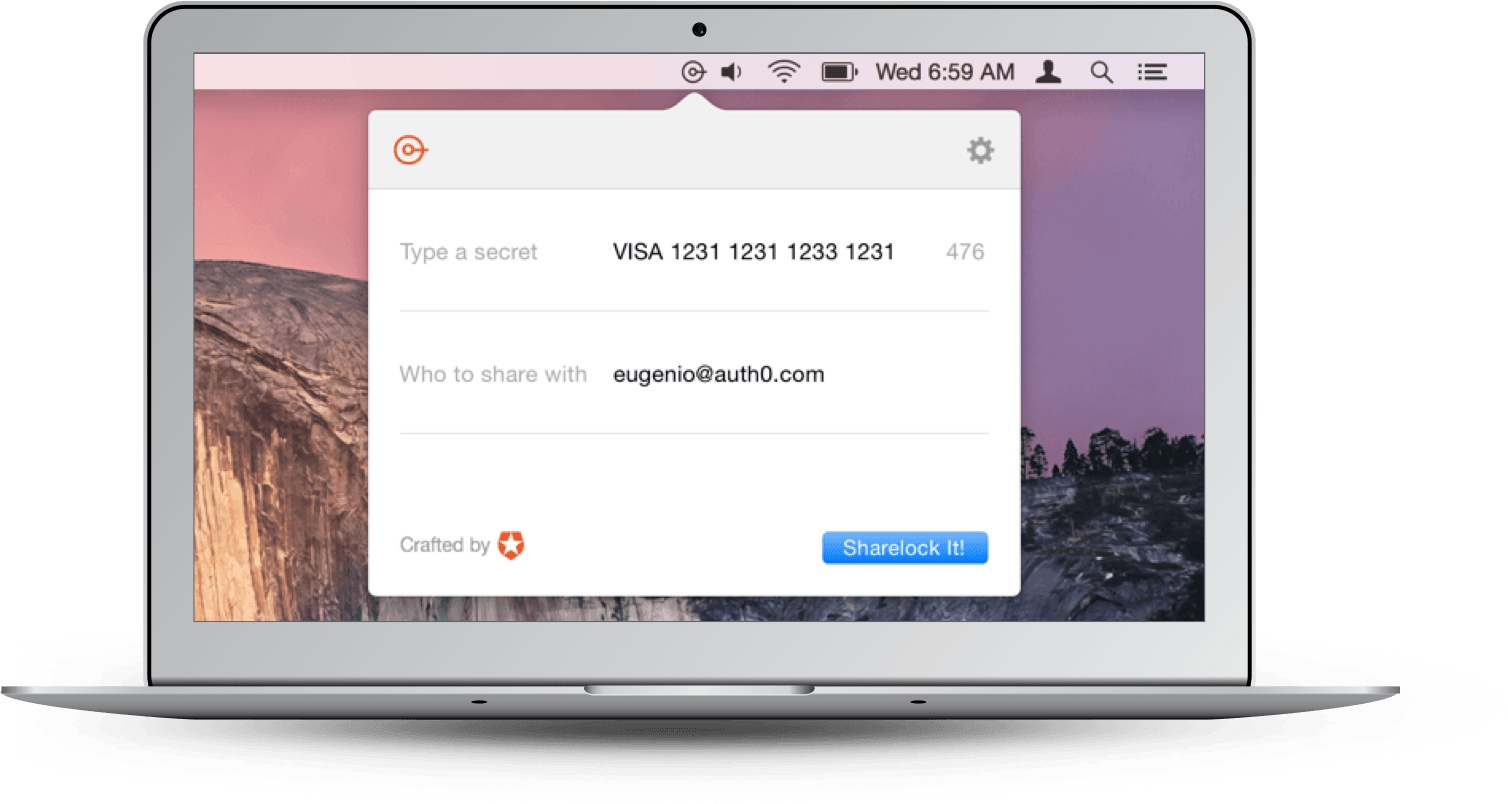 Wed 6:59 AM
Type a secret VISA 1231 1231 1233 1231 476
Who to share with eugenio@auth0.com
Crafted by
Sharelock It!